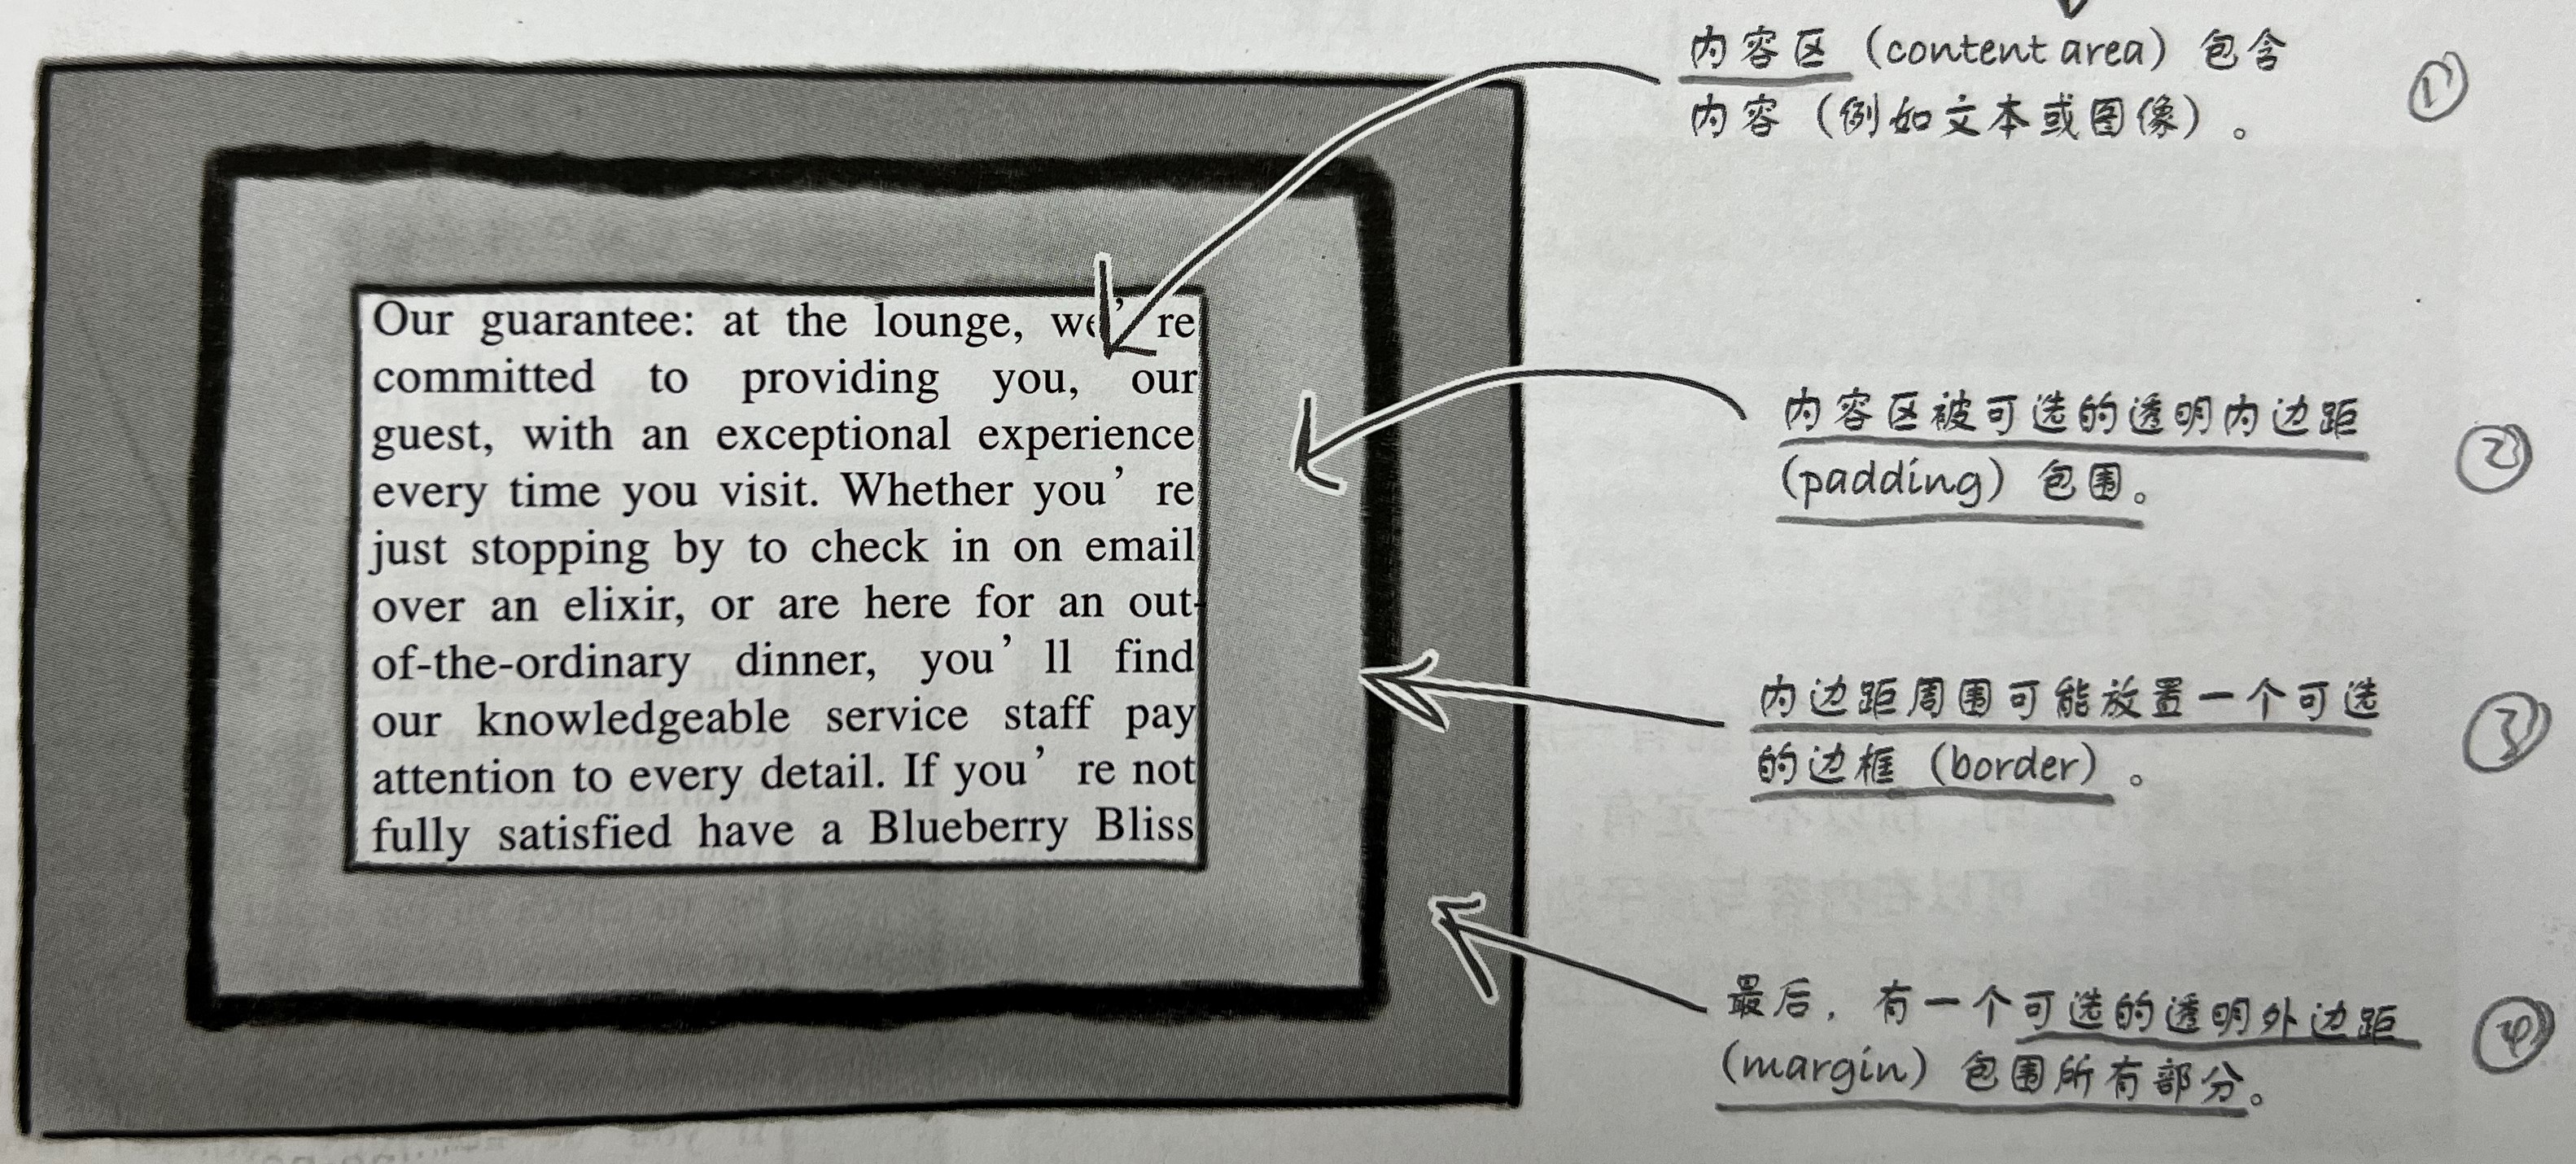 Our guarantee: at the lounge, we're
committed to providing you, our
guest, with an exceptional experience
every time you visit. Whether you're
just stopping by to check in on email
over an elixir, or are here for an out-
of-the-ordinary dinner, you'll find
our knowledgeable service staff pay
attention to every detail. If you're not
fully satisfied have a Blueberry Bliss
内容区（content area）包含
内容（例如文本或图像）。
①
内容区被可选的透明内边距
(padding) 包围。
②
内边距周围可能放置一个可选
的边框（border）。
③
最后，有一个可选的透明外边距
(margin) 包围所有部分。
④